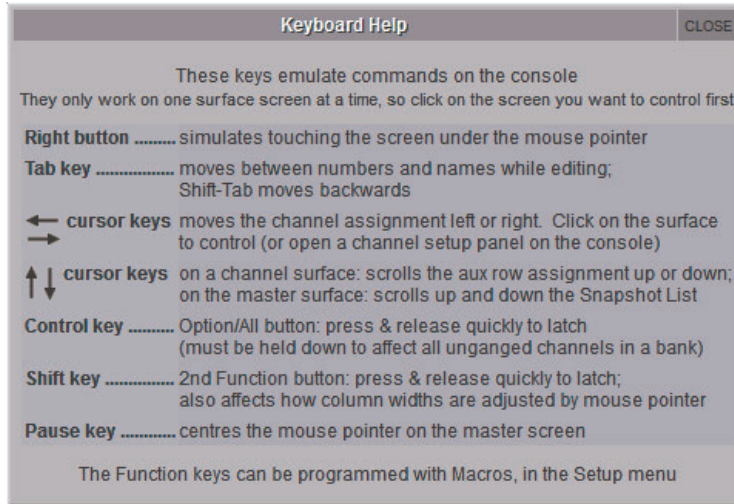 Keyboard Help
CLOSE
These keys emulate commands on the console
They only work on one surface screen at a time, so click on the screen you want to control first
Right button ......... simulates touching the screen under the mouse pointer
Tab key .................. moves between numbers and names while editing;
Shift-Tab moves backwards
cursor keys moves the channel assignment left or right. Click on the surface
to control (or open a channel setup panel on the console)
cursor keys on a channel surface: scrolls the aux row assignment up or down;
on the master surface: scrolls up and down the Snapshot List
Control key .......... Option/All button: press & release quickly to latch
(must be held down to affect all unganged channels in a bank)
Shift key ............... 2nd Function button: press & release quickly to latch;
also affects how column widths are adjusted by mouse pointer
Pause key ............ centres the mouse pointer on the master screen
The Function keys can be programmed with Macros, in the Setup menu